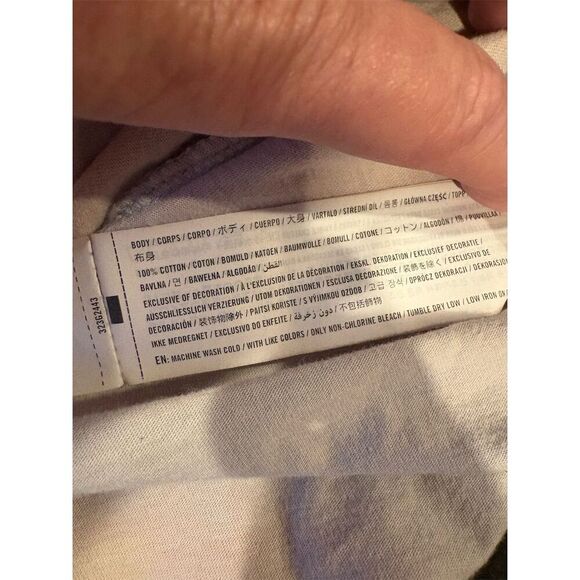 BODY / CORPS / CORPO / ボディ / CUERPO / 大身 / VARTALO / STREDNÍ DÍL / 몸통 / GŁÓWNA CZĘŚĆ / TOPP
布身
100% COTTON / COTON / BOMULD / KATOEN / BAUMWOLLE / BOMULL / COTONE / コットン / ALGODÓN / 棉 / PUUVILLA /
BAVLNA / 면 / BAWEŁNA / ALGODÃO / القطن
EXCLUSIVE OF DECORATION / À L'EXCLUSION DE LA DÉCORATION / EKSKL. DEKORATION / EXCLUSIEF DECORATIE /
AUSSCHLIESSLICH VERZIERUNG / UTOM DEKORATIONEN / ESCLUSA DECORAZIONE / 装飾を除く / EXCLUSIVO DE
DECORACIÓN / 装饰物除外 / PAITSI KORISTE / S VÝJIMKOU OZDOB / 고급 장식 / OPRÓCZ DEKORACJI / DEKORASJON
IKKE MEDREGNET / EXCLUSIVO DO ENFEITE / دون زخرفة / 不包括飾物
EN: MACHINE WASH COLD / WITH LIKE COLORS / ONLY NON-CHLORINE BLEACH / TUMBLE DRY LOW / LOW IRON
323G2443